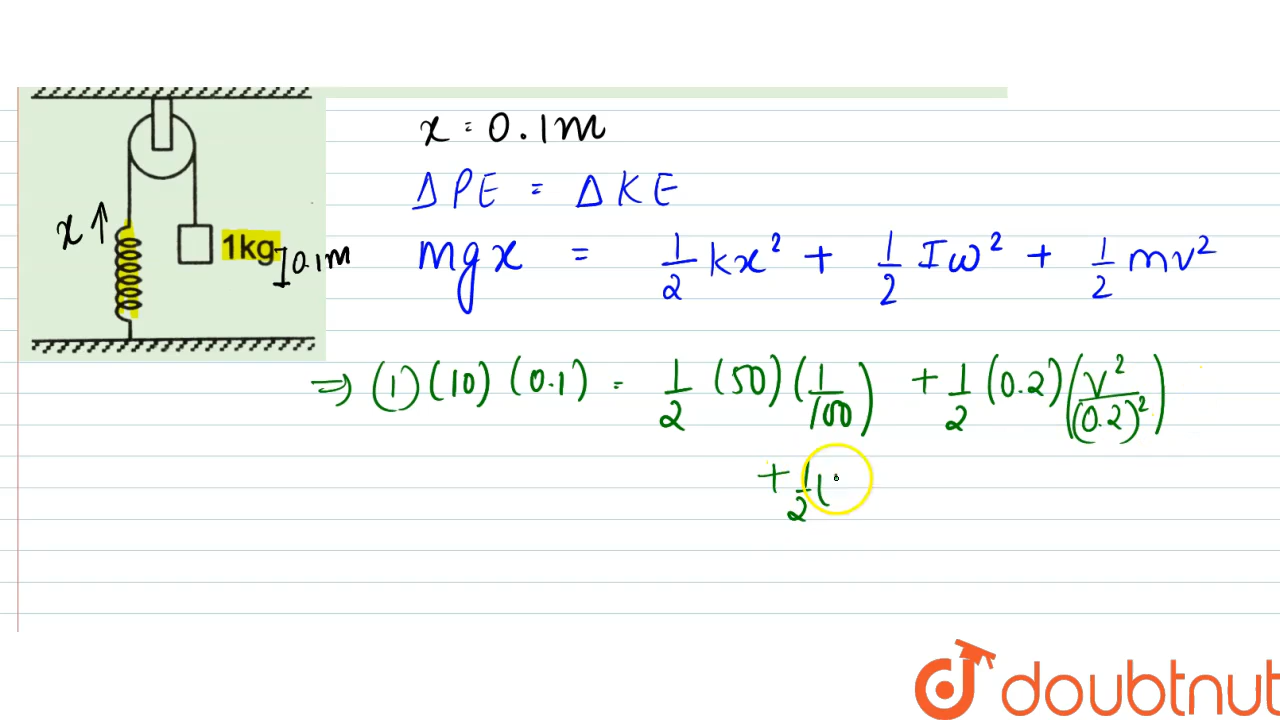 x = 0.1m
ΔPE = ΔKE
x↑
1kg
0.1m
mgx = 1/2 kx² + 1/2 Iω² + 1/2 mv²
⇒ (1)(10)(0.1) = 1/2 (50)(1/100) + 1/2 (0.2)(v²/(0.2)²)
+ 1/2 (
doubtnut